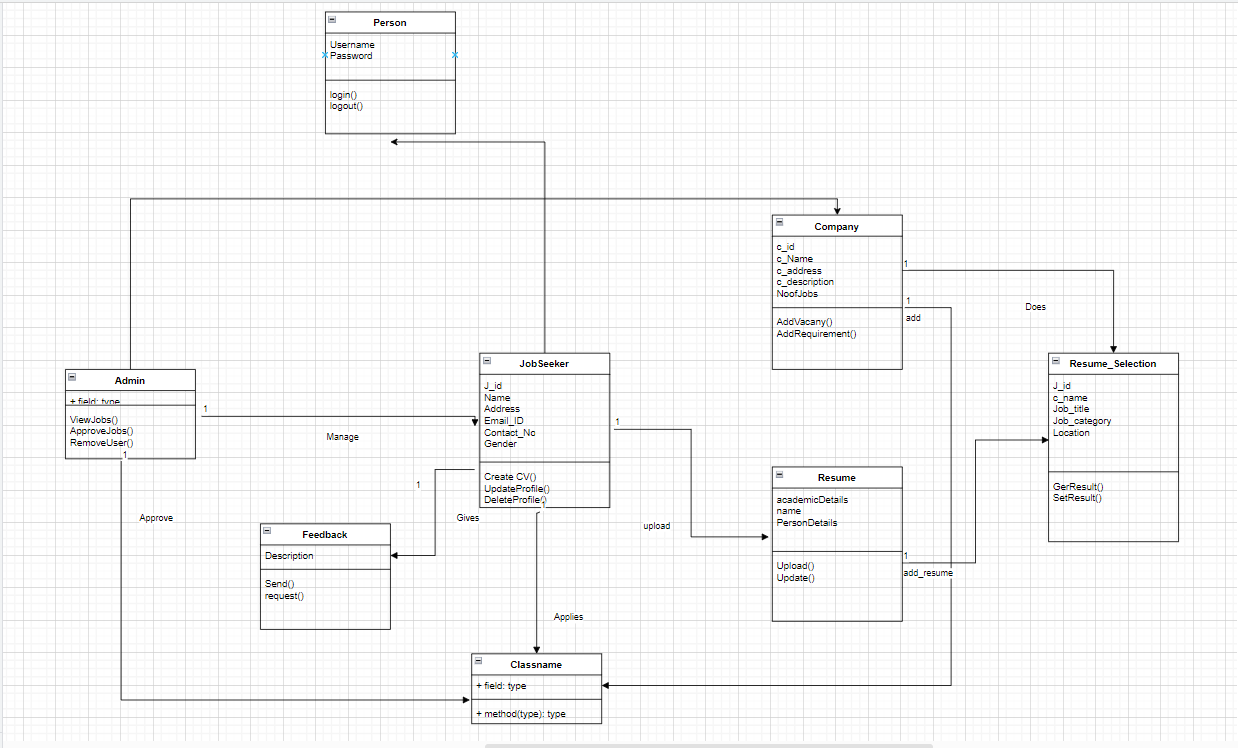 Person
Username
Password
login()
logout()
Company
c_id
c_Name
c_address
c_description
NoofJobs
AddVacany()
AddRequirement()
1
1
add
Does
Admin
+ field: type
ViewJobs()
ApproveJobs()
RemoveUser()
1
1
Manage
Approve
JobSeeker
J_id
Name
Address
Email_ID
Contact_No
Gender
Create CV()
UpdateProfile()
DeleteProfile()
1
1
1
Gives
upload
Applies
Resume_Selection
J_id
c_name
Job_title
Job_category
Location
GerResult()
SetResult()
Resume
academicDetails
name
PersonDetails
Upload()
Update()
1
add_resume
Feedback
Description
Send()
request()
Classname
+ field: type
+ method(type): type